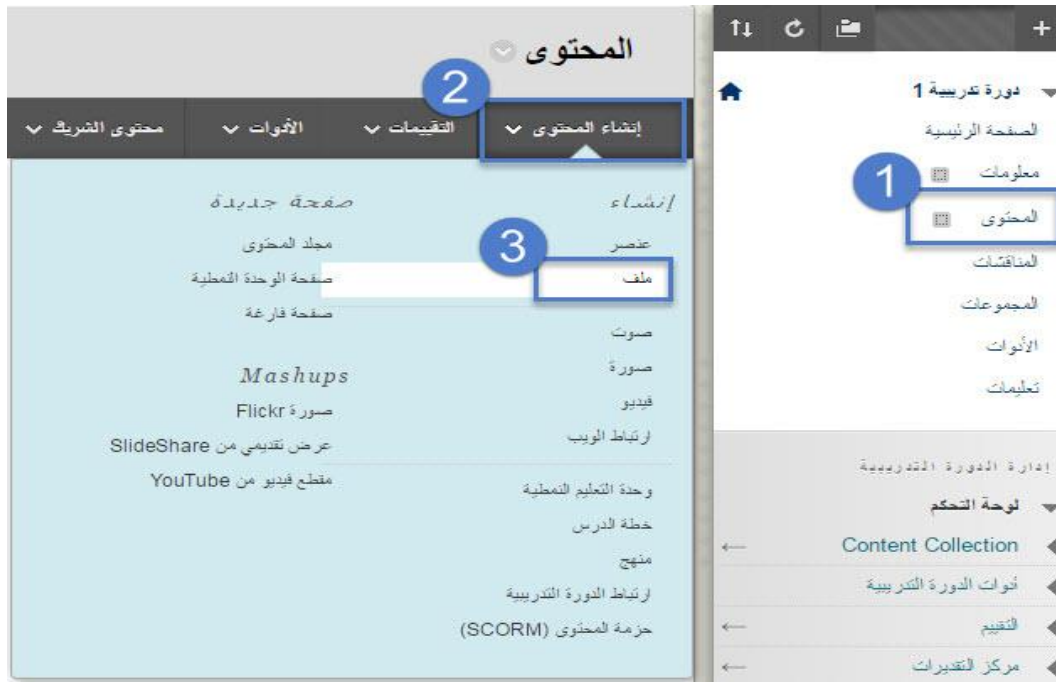 دورة تدريبية 1
الصفحة الرئيسية
معلومات
1
المحتوى
المناقشات
المجموعات
الأدوات
تعليمات
إدارة الدورة التدريبية
لوحة التحكم
Content Collection
أدوات الدورة التدريبية
التقييم
مركز التقديرات
المحتوى
2
إنشاء المحتوى
التقييمات
الأدوات
محتوى الشريك
إنشاء
عنصر
3
ملف
صوت
صورة
فيديو
ارتباط الويب
وحدة التعليم النمطية
خطة الدرس
منهج
ارتباط الدورة التدريبية
حزمة المحتوى (SCORM)
صفحة جديدة
مجلد المحتوى
صفحة الوحدة النمطية
صفحة فارغة
Mashups
صورة Flickr
عرض تقديمي من SlideShare
مقطع فيديو من YouTube